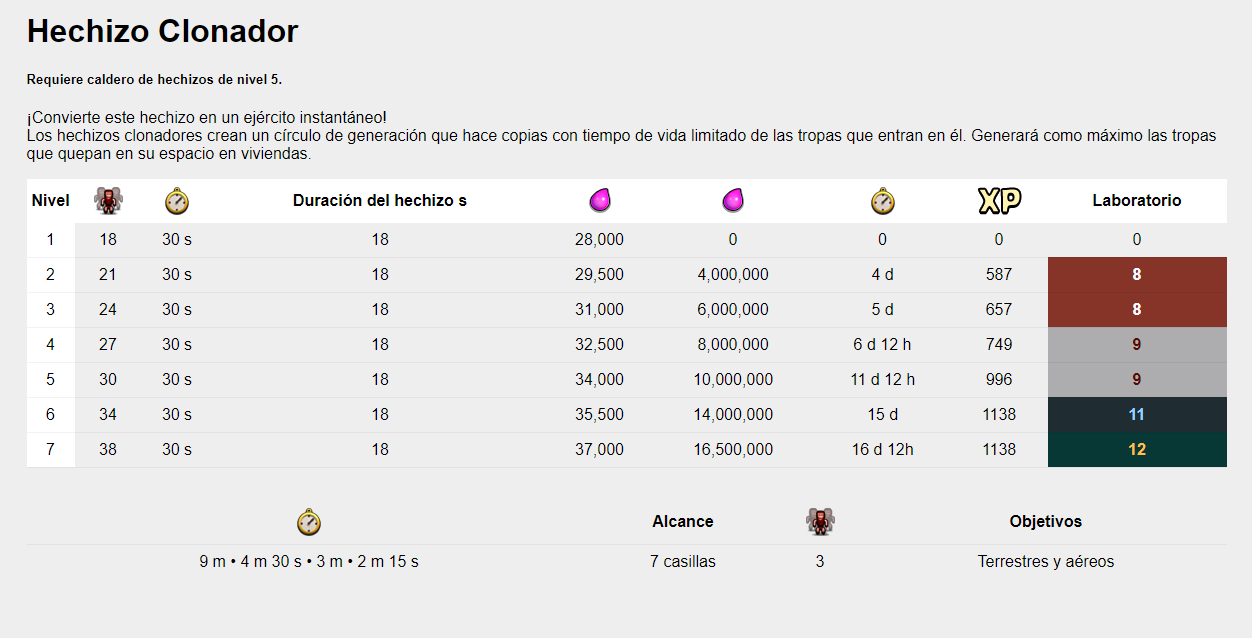 Hechizo Clonador
Requiere caldero de hechizos de nivel 5.
¡Convierte este hechizo en un ejército instantáneo!
Los hechizos clonadores crean un círculo de generación que hace copias con tiempo de vida limitado de las tropas que entran en él. Generará como máximo las tropas
que quepan en su espacio en viviendas.
Nivel Duración del hechizo s XP Laboratorio
1 18 30 s 18 28,000 0 0 0 0
2 21 30 s 18 29,500 4,000,000 4 d 587 8
3 24 30 s 18 31,000 6,000,000 5 d 657 8
4 27 30 s 18 32,500 8,000,000 6 d 12 h 749 9
5 30 30 s 18 34,000 10,000,000 11 d 12 h 996 9
6 34 30 s 18 35,500 14,000,000 15 d 1138 11
7 38 30 s 18 37,000 16,500,000 16 d 12h 1138 12
Alcance Objetivos
9 m • 4 m 30 s • 3 m • 2 m 15 s 7 casillas 3 Terrestres y aéreos